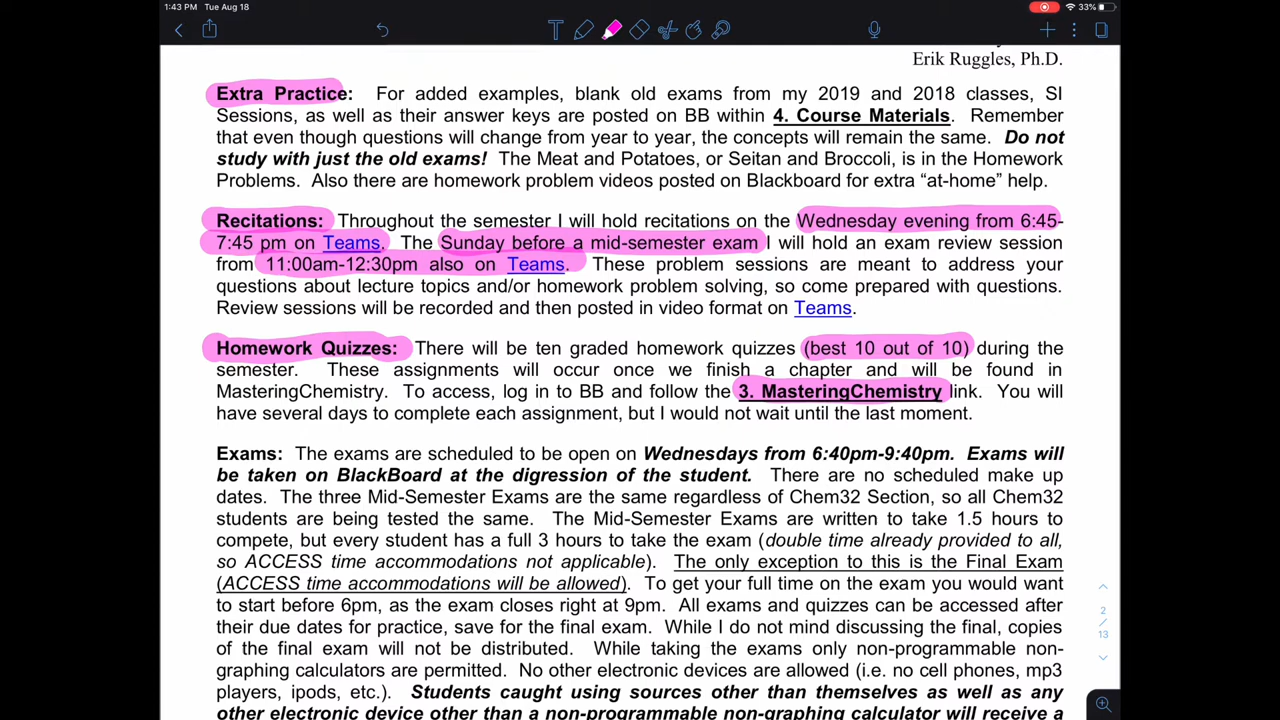 1:43 PM Tue Aug 18
33%
T
Erik Ruggles, Ph.D.
Extra Practice: For added examples, blank old exams from my 2019 and 2018 classes, SI
Sessions, as well as their answer keys are posted on BB within 4. Course Materials. Remember
that even though questions will change from year to year, the concepts will remain the same. Do not
study with just the old exams! The Meat and Potatoes, or Seitan and Broccoli, is in the Homework
Problems. Also there are homework problem videos posted on Blackboard for extra “at-home” help.
Recitations: Throughout the semester I will hold recitations on the Wednesday evening from 6:45-
7:45 pm on Teams. The Sunday before a mid-semester exam I will hold an exam review session
from 11:00am-12:30pm also on Teams. These problem sessions are meant to address your
questions about lecture topics and/or homework problem solving, so come prepared with questions.
Review sessions will be recorded and then posted in video format on Teams.
Homework Quizzes: There will be ten graded homework quizzes (best 10 out of 10) during the
semester. These assignments will occur once we finish a chapter and will be found in
MasteringChemistry. To access, log in to BB and follow the 3. MasteringChemistry link. You will
have several days to complete each assignment, but I would not wait until the last moment.
Exams: The exams are scheduled to be open on Wednesdays from 6:40pm-9:40pm. Exams will
be taken on BlackBoard at the digression of the student. There are no scheduled make up
dates. The three Mid-Semester Exams are the same regardless of Chem32 Section, so all Chem32
students are being tested the same. The Mid-Semester Exams are written to take 1.5 hours to
compete, but every student has a full 3 hours to take the exam (double time already provided to all,
so ACCESS time accommodations not applicable). The only exception to this is the Final Exam
(ACCESS time accommodations will be allowed). To get your full time on the exam you would want
to start before 6pm, as the exam closes right at 9pm. All exams and quizzes can be accessed after
their due dates for practice, save for the final exam. While I do not mind discussing the final, copies
of the final exam will not be distributed. While taking the exams only non-programmable non-
graphing calculators are permitted. No other electronic devices are allowed (i.e. no cell phones, mp3
players, ipods, etc.). Students caught using sources other than themselves as well as any
other electronic device other than a non-programmable non-graphing calculator will receive a
2
/
13